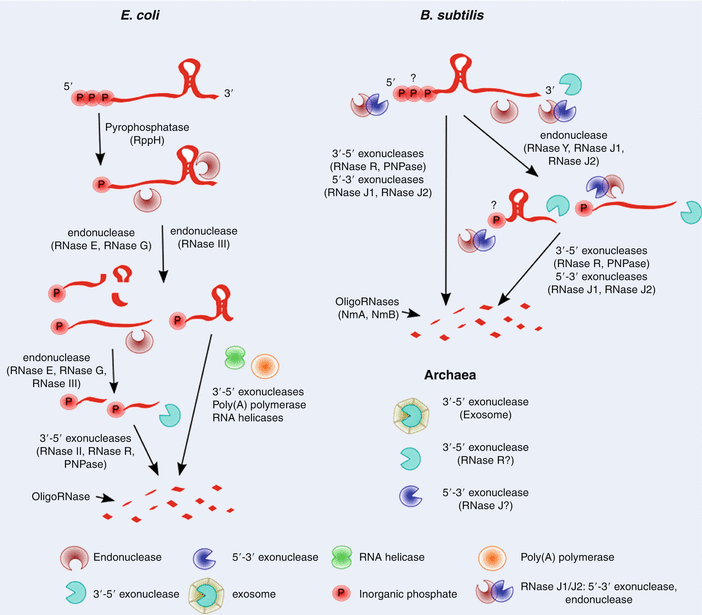 E. coli
5′
P P P
3′
Pyrophosphatase
(RppH)
P
endonuclease
(RNase E, RNase G)
endonuclease
(RNase III)
P
P
P
endonuclease
(RNase E, RNase G,
RNase III)
P
P
3′-5′ exonucleases
Poly(A) polymerase
RNA helicases
3′-5′ exonucleases
(RNase II, RNase R,
PNPase)
OligoRNase
B. subtilis
5′
?
P P P
3′
3′-5′ exonucleases
(RNase R, PNPase)
5′-3′ exonucleases
(RNase J1, RNase J2)
endonuclease
(RNase Y, RNase J1,
RNase J2)
?
P
P
3′-5′ exonucleases
(RNase R, PNPase)
5′-3′ exonucleases
(RNase J1, RNase J2)
OligoRNases
(NmA, NmB)
Archaea
3′-5′ exonuclease
(Exosome)
3′-5′ exonuclease
(RNase R?)
5′-3′ exonuclease
(RNase J?)
Endonuclease
5′-3′ exonuclease
RNA helicase
Poly(A) polymerase
3′-5′ exonuclease
exosome
P
Inorganic phosphate
RNase J1/J2: 5′-3′ exonuclease,
endonuclease